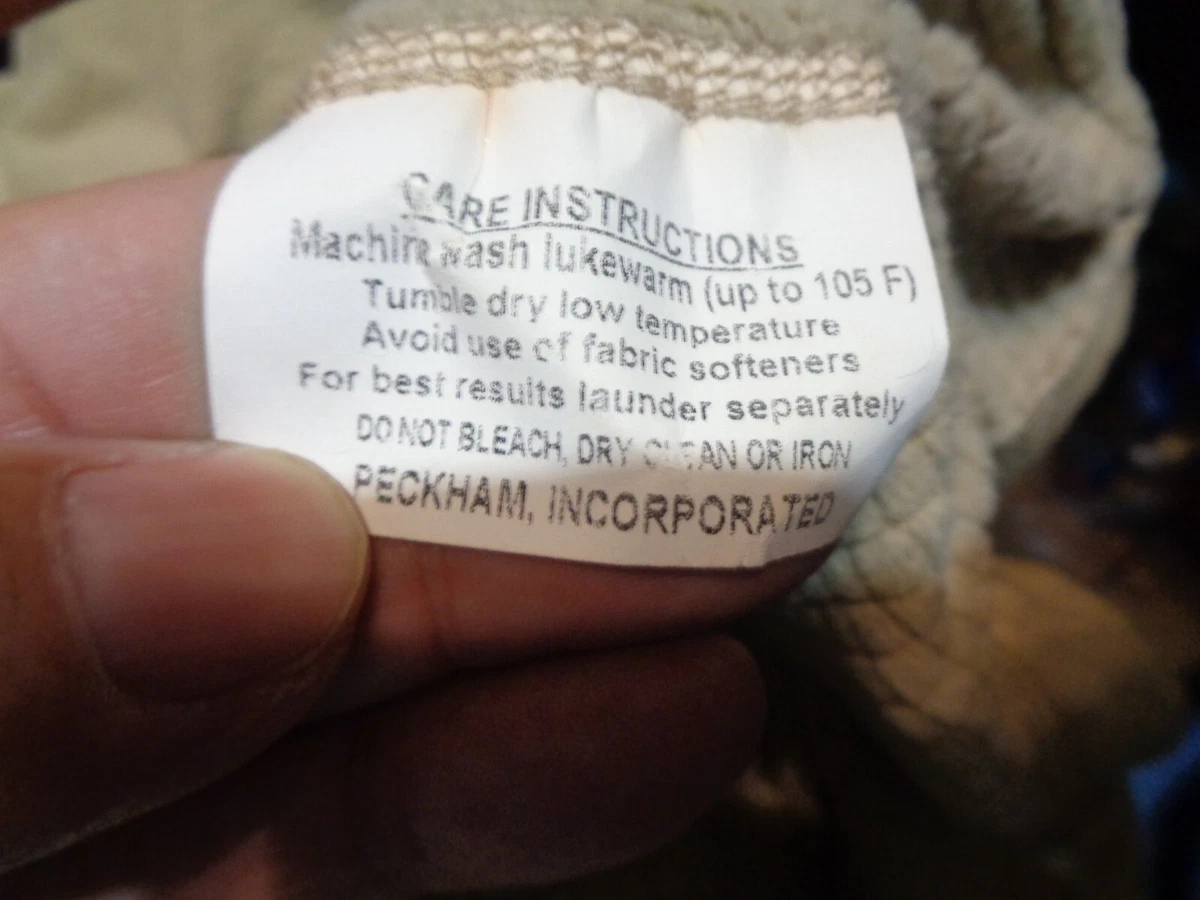 CARE INSTRUCTIONS
Machine wash lukewarm (up to 105 F)
Tumble dry low temperature
Avoid use of fabric softeners
For best results launder separately
DO NOT BLEACH, DRY CLEAN OR IRON
PECKHAM, INCORPORATED